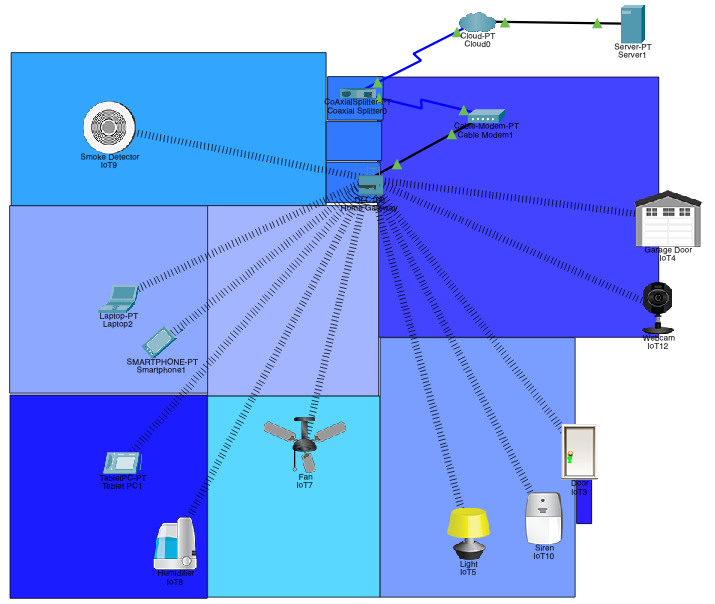 Cloud-PT
Cloud0
Server-PT
Server1
CoAxialSplitter-PT
Coaxial Splitter0
Cable-Modem-PT
Cable Modem1
Smoke Detector
IoT9
Home Gateway
Garage Door
IoT4
Laptop-PT
Laptop2
Webcam
IoT12
SMARTPHONE-PT
Smartphone1
TabletPC-PT
Tablet PC1
Fan
IoT7
Door
IoT3
Siren
IoT10
Light
IoT5
Humidifier
IoT8